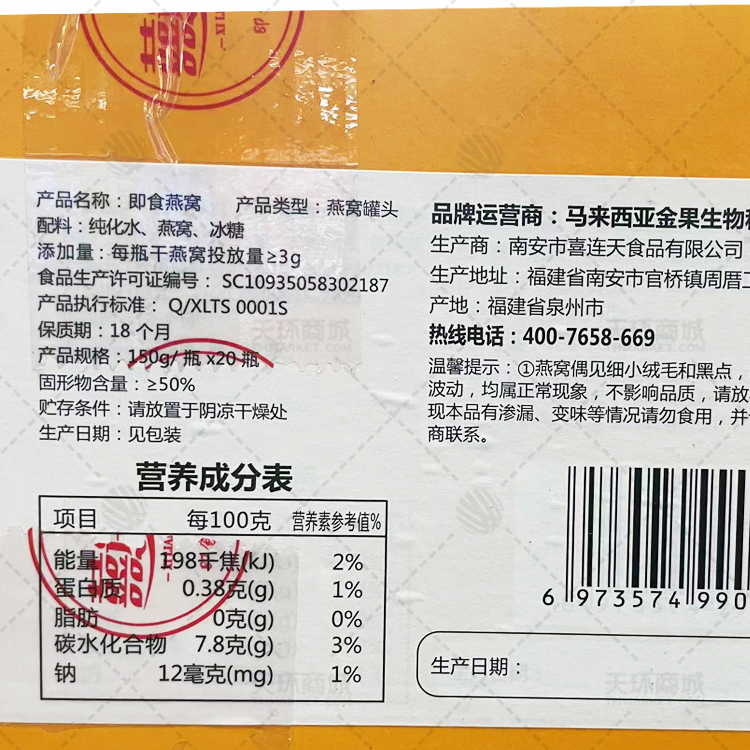 产品名称：即食燕窝 产品类型：燕窝罐头
配料：纯化水、燕窝、冰糖
添加量：每瓶干燕窝投放量≥3g
食品生产许可证编号： SC10935058302187
产品执行标准： Q/XLTS 0001S
保质期：18个月
产品规格：150g/瓶 x20瓶
固形物含量：≥50%
贮存条件：请放置于阴凉干燥处
生产日期：见包装
营养成分表
项目 每100克 营养素参考值%
能量 198千焦(kJ) 2%
蛋白质 0.38克(g) 1%
脂肪 0克(g) 0%
碳水化合物 7.8克(g) 3%
钠 12毫克(mg) 1%
品牌运营商：马来西亚金果生物
生产商：南安市喜连天食品有限公司
生产地址：福建省南安市官桥镇周厝
产地：福建省泉州市
热线电话：400-7658-669
温馨提示：①燕窝偶见细小绒毛和黑点，
波动，均属正常现象，不影响品质，请放
现本品有渗漏、变味等情况请勿食用，并
商联系。
6 973574 990
生产日期：
天环商城
天环商城
天环商城